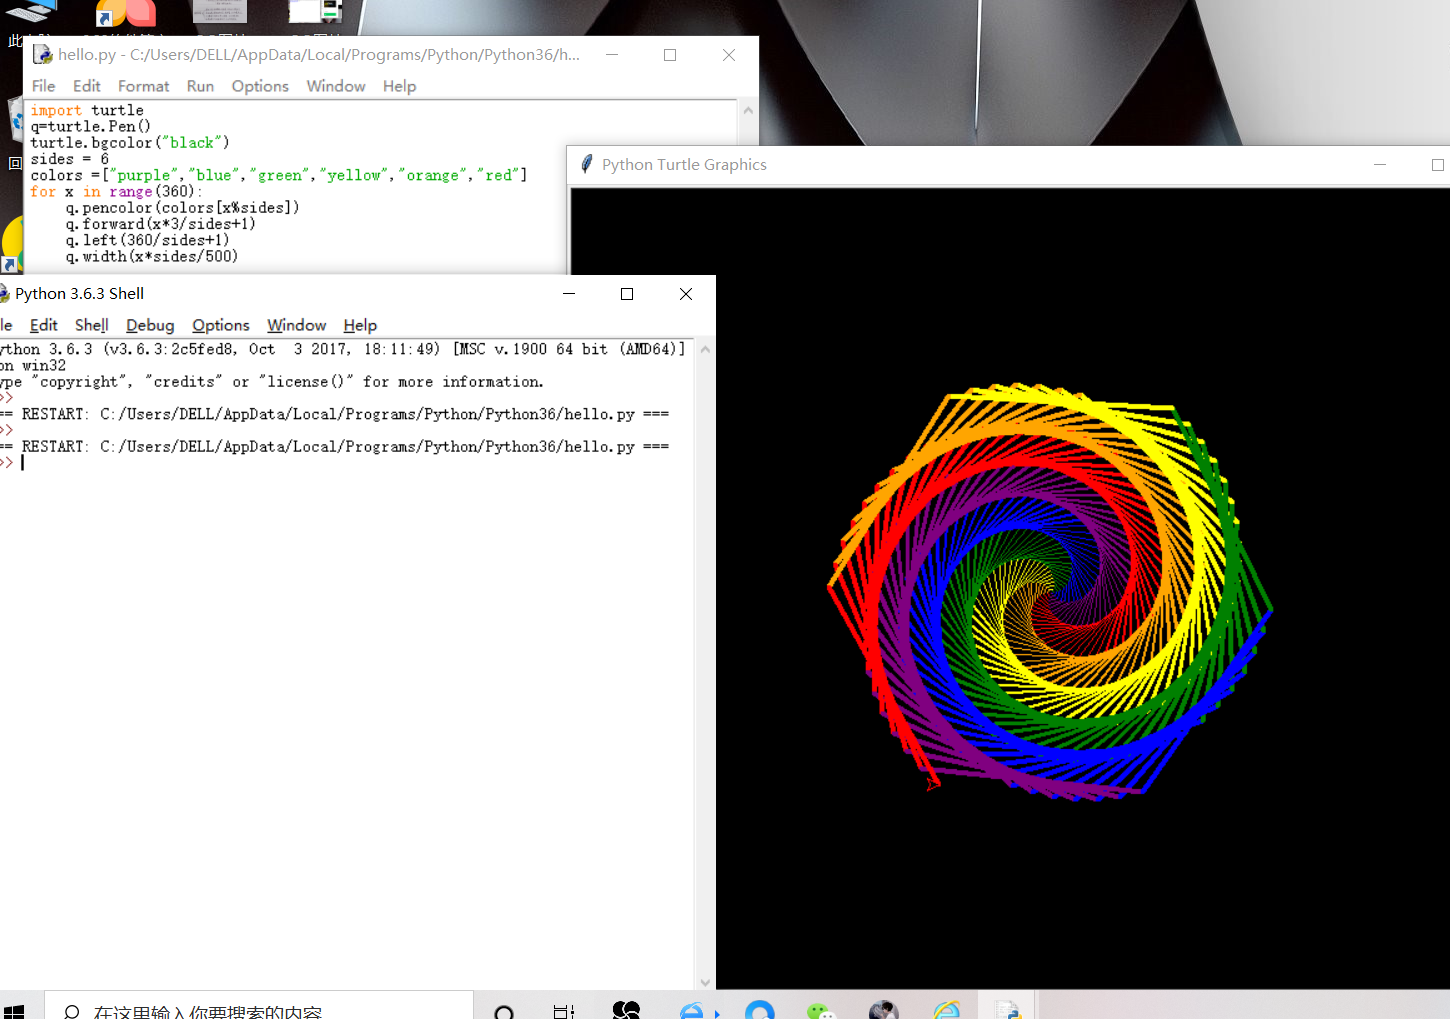 hello.py - C:/Users/DELL/AppData/Local/Programs/Python/Python36/h...
File Edit Format Run Options Window Help
import turtle
q=turtle.Pen()
turtle.bgcolor("black")
sides = 6
colors =["purple","blue","green","yellow","orange","red"]
for x in range(360):
    q.pencolor(colors[x%sides])
    q.forward(x*3/sides+1)
    q.left(360/sides+1)
    q.width(x*sides/500)
Python Turtle Graphics
Python 3.6.3 Shell
le Edit Shell Debug Options Window Help
ython 3.6.3 (v3.6.3:2c5fed8, Oct  3 2017, 18:11:49) [MSC v.1900 64 bit (AMD64)]
on win32
ype "copyright", "credits" or "license()" for more information.
>>
== RESTART: C:/Users/DELL/AppData/Local/Programs/Python/Python36/hello.py ===
>>
== RESTART: C:/Users/DELL/AppData/Local/Programs/Python/Python36/hello.py ===
>>
此
回
在这里输入你要搜索的内容